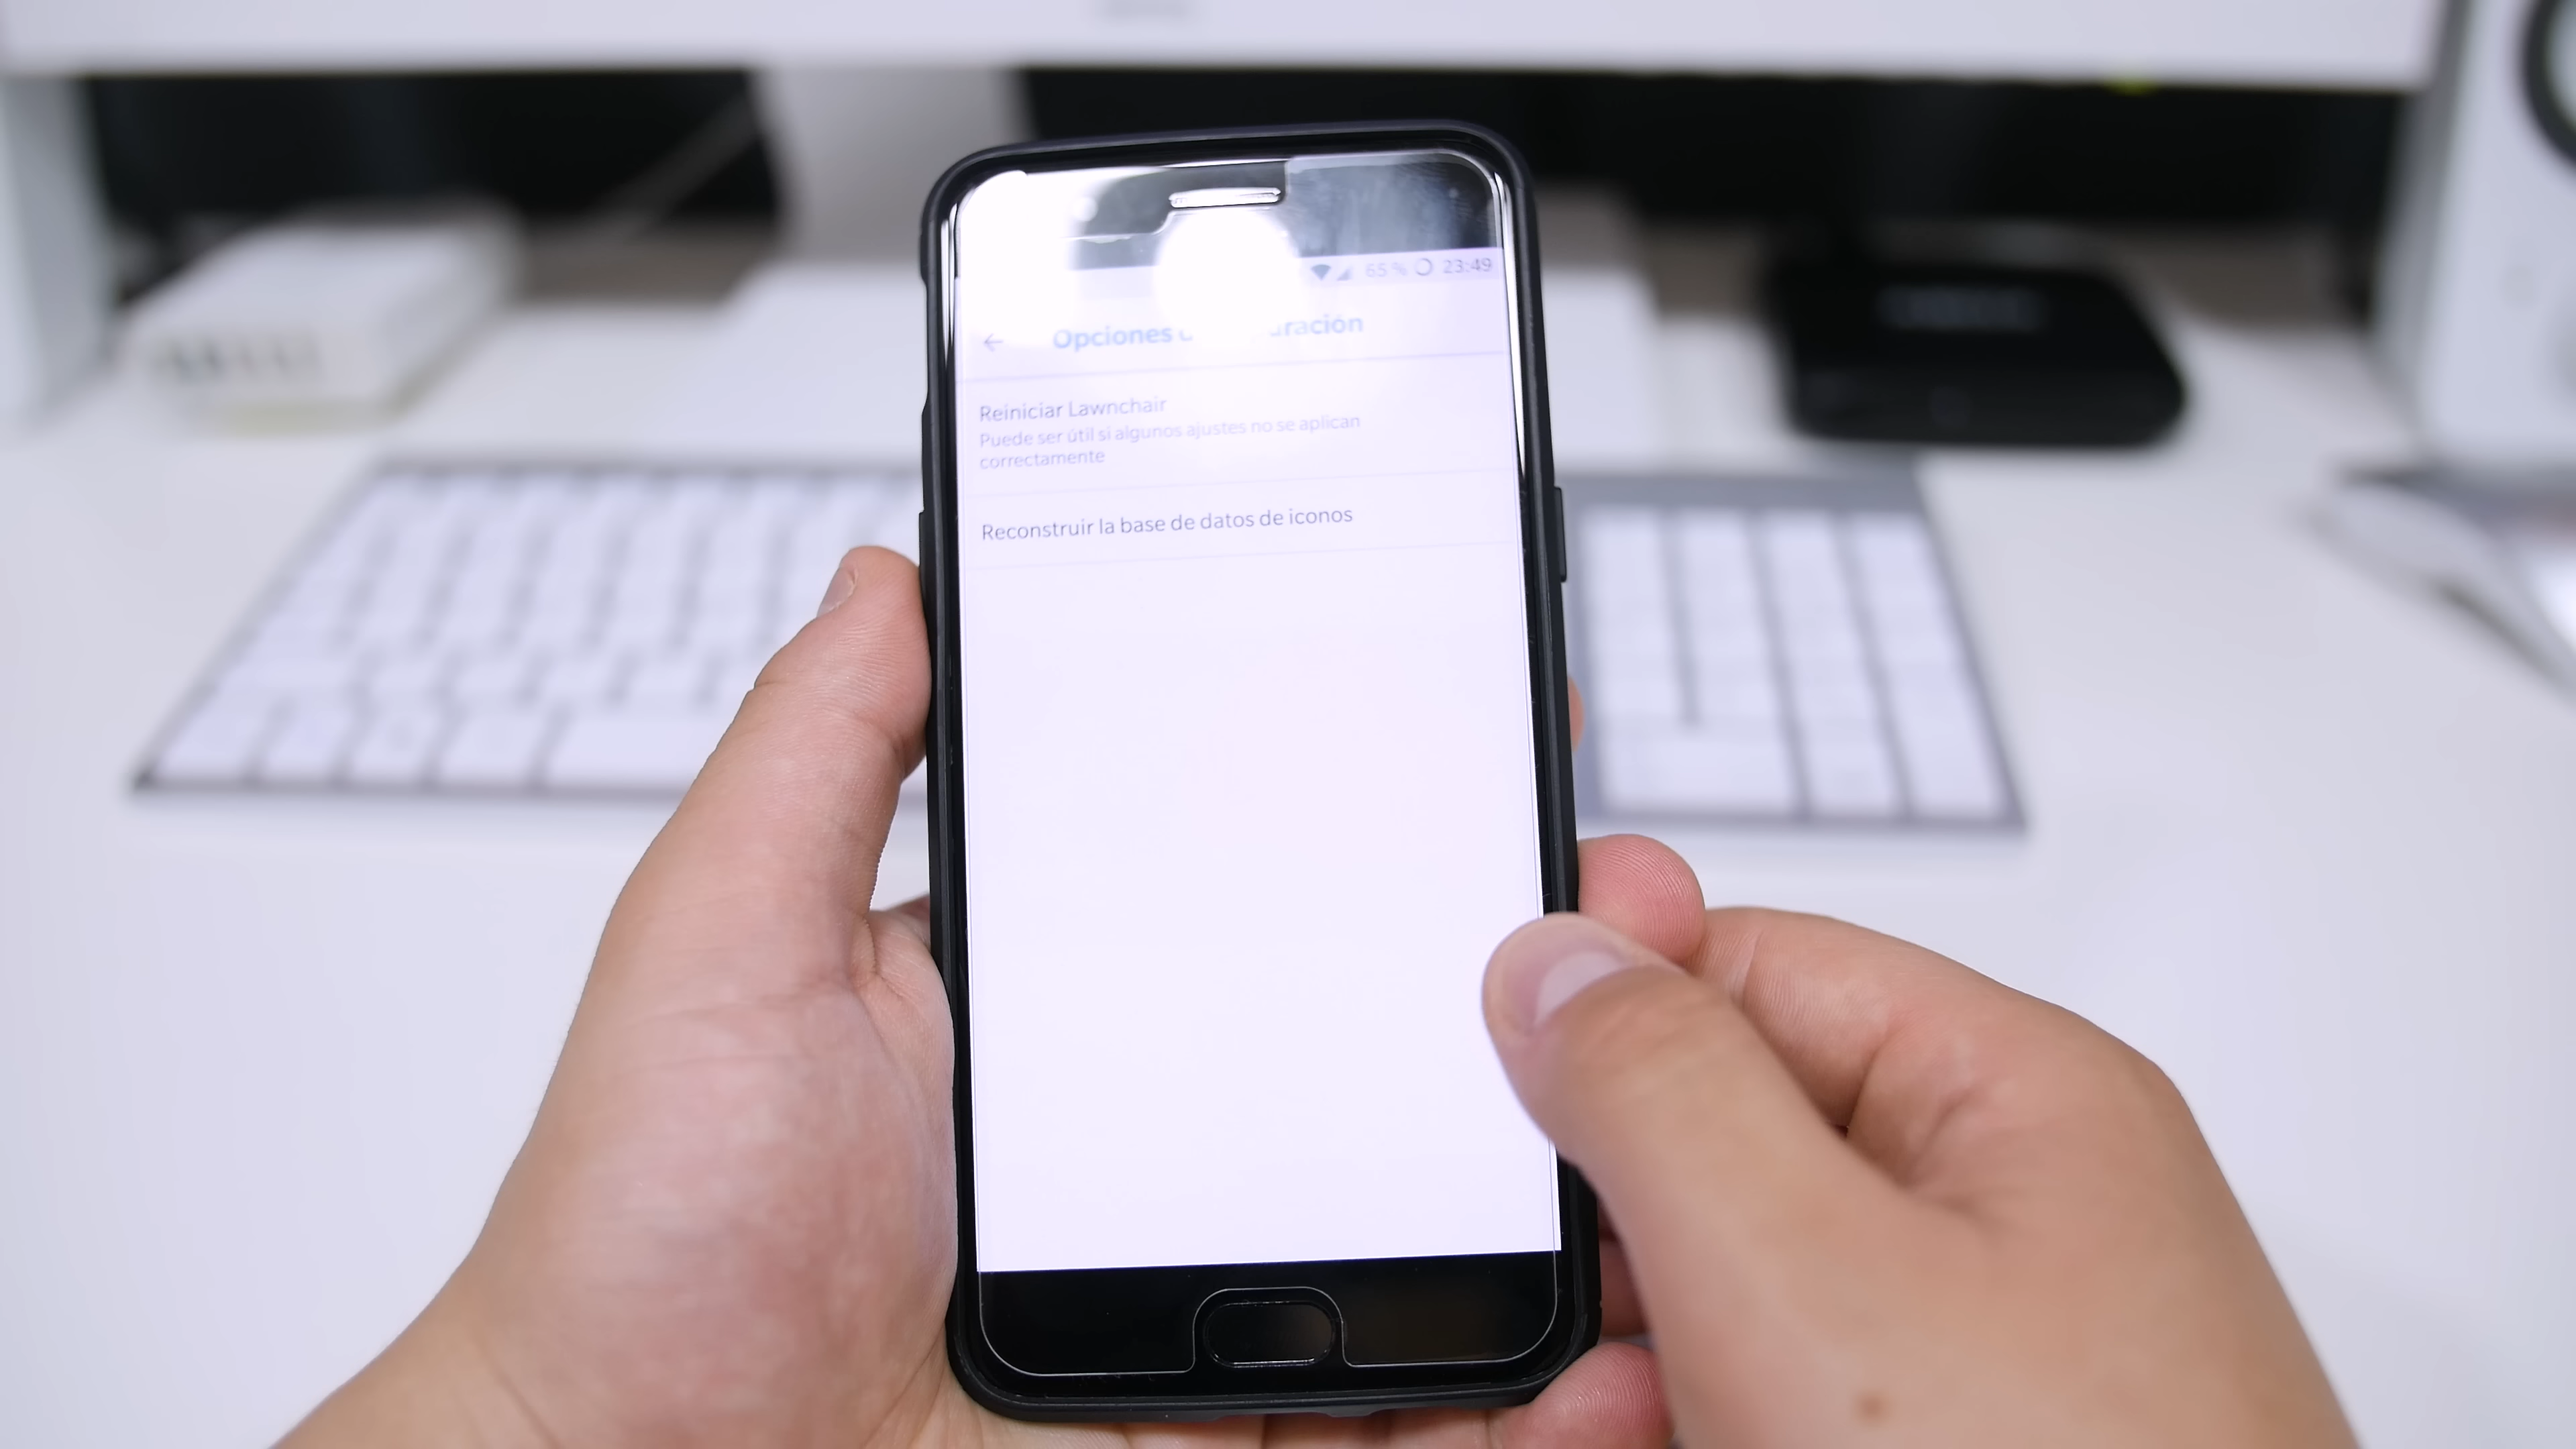 65 % 23:49
Opciones
Reiniciar Lawnchair
Puede ser útil si algunos ajustes no se aplican
correctamente
Reconstruir la base de datos de iconos